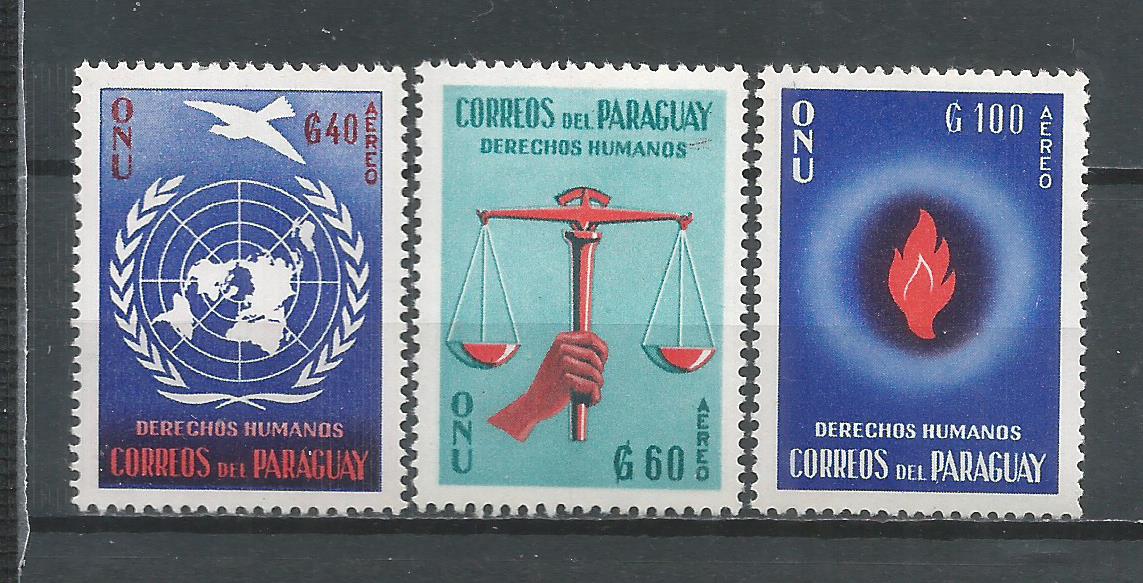 ONU
₲40
AEREO
DERECHOS HUMANOS
CORREOS DEL PARAGUAY
CORREOS DEL PARAGUAY
DERECHOS HUMANOS
ONU
₲60
AEREO
ONU
₲100
AEREO
DERECHOS HUMANOS
CORREOS DEL PARAGUAY